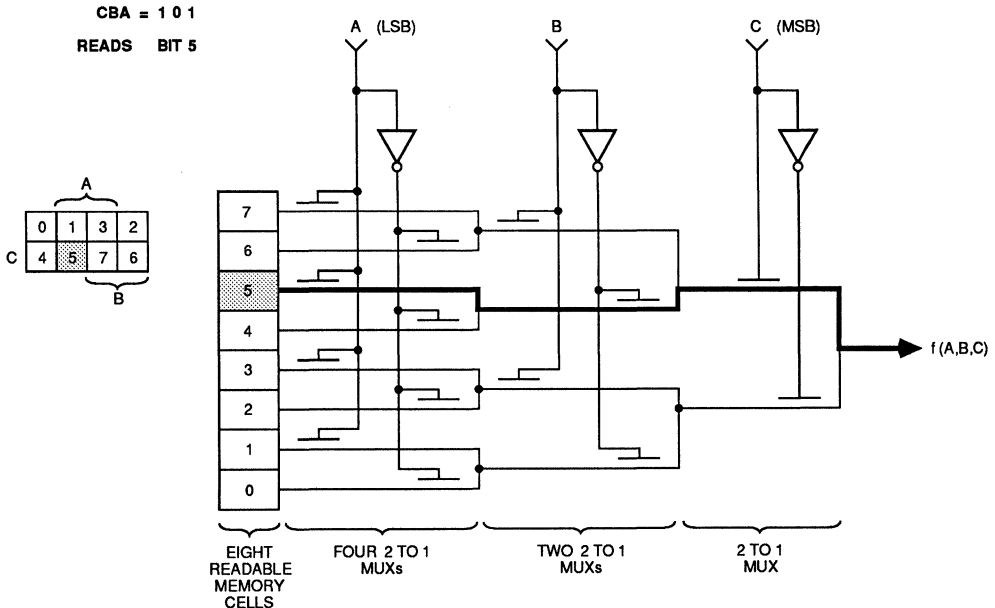 CBA = 1 0 1
READS BIT 5
A (LSB)
B
C (MSB)
A
0 1 3 2
C 4 5 7 6
B
7
6
5
4
3
2
1
0
f (A,B,C)
EIGHT
READABLE
MEMORY
CELLS
FOUR 2 TO 1
MUXs
TWO 2 TO 1
MUXs
2 TO 1
MUX